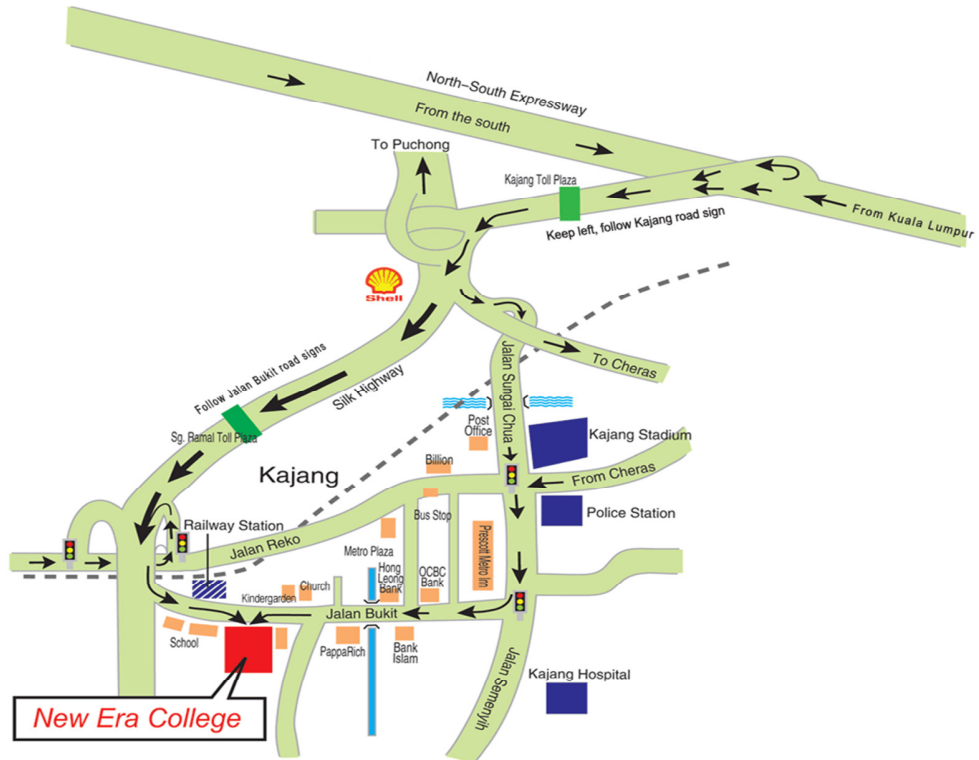 North–South Expressway
From the south
To Puchong
Kajang Toll Plaza
From Kuala Lumpur
Keep left, follow Kajang road sign
Shell
To Cheras
Follow Jalan Bukit road signs
Silk Highway
Jalan Sungai Chua
Sg. Ramal Toll Plaza
Post
Office
Kajang Stadium
Billion
Kajang
From Cheras
Bus Stop
Police Station
Railway Station
Jalan Reko
Metro Plaza
Prescott Metro Inn
Hong
Leong
Bank
OCBC
Bank
Kindergarden
Church
Jalan Bukit
School
PappaRich
Bank
Islam
Jalan Semenyih
Kajang Hospital
New Era College